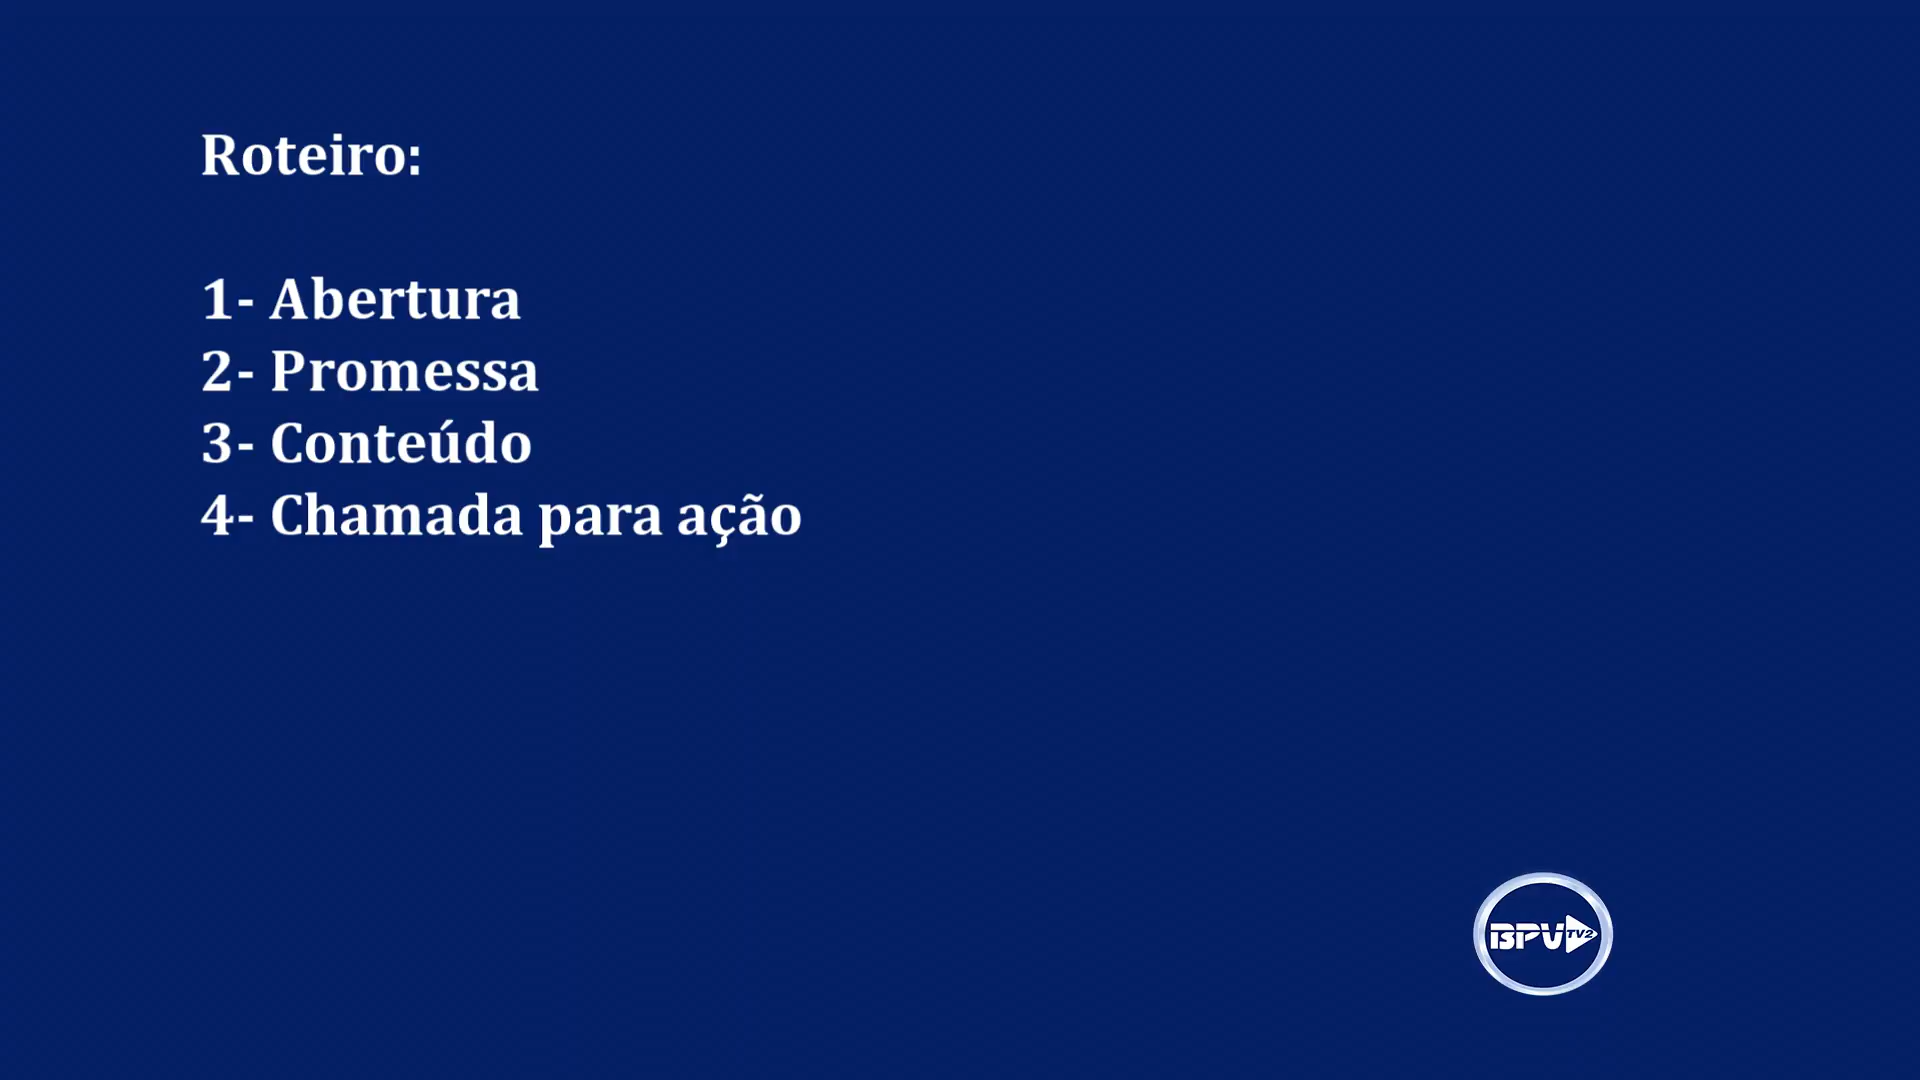 Roteiro:
1- Abertura
2- Promessa
3- Conteúdo
4- Chamada para ação
BPV TV2